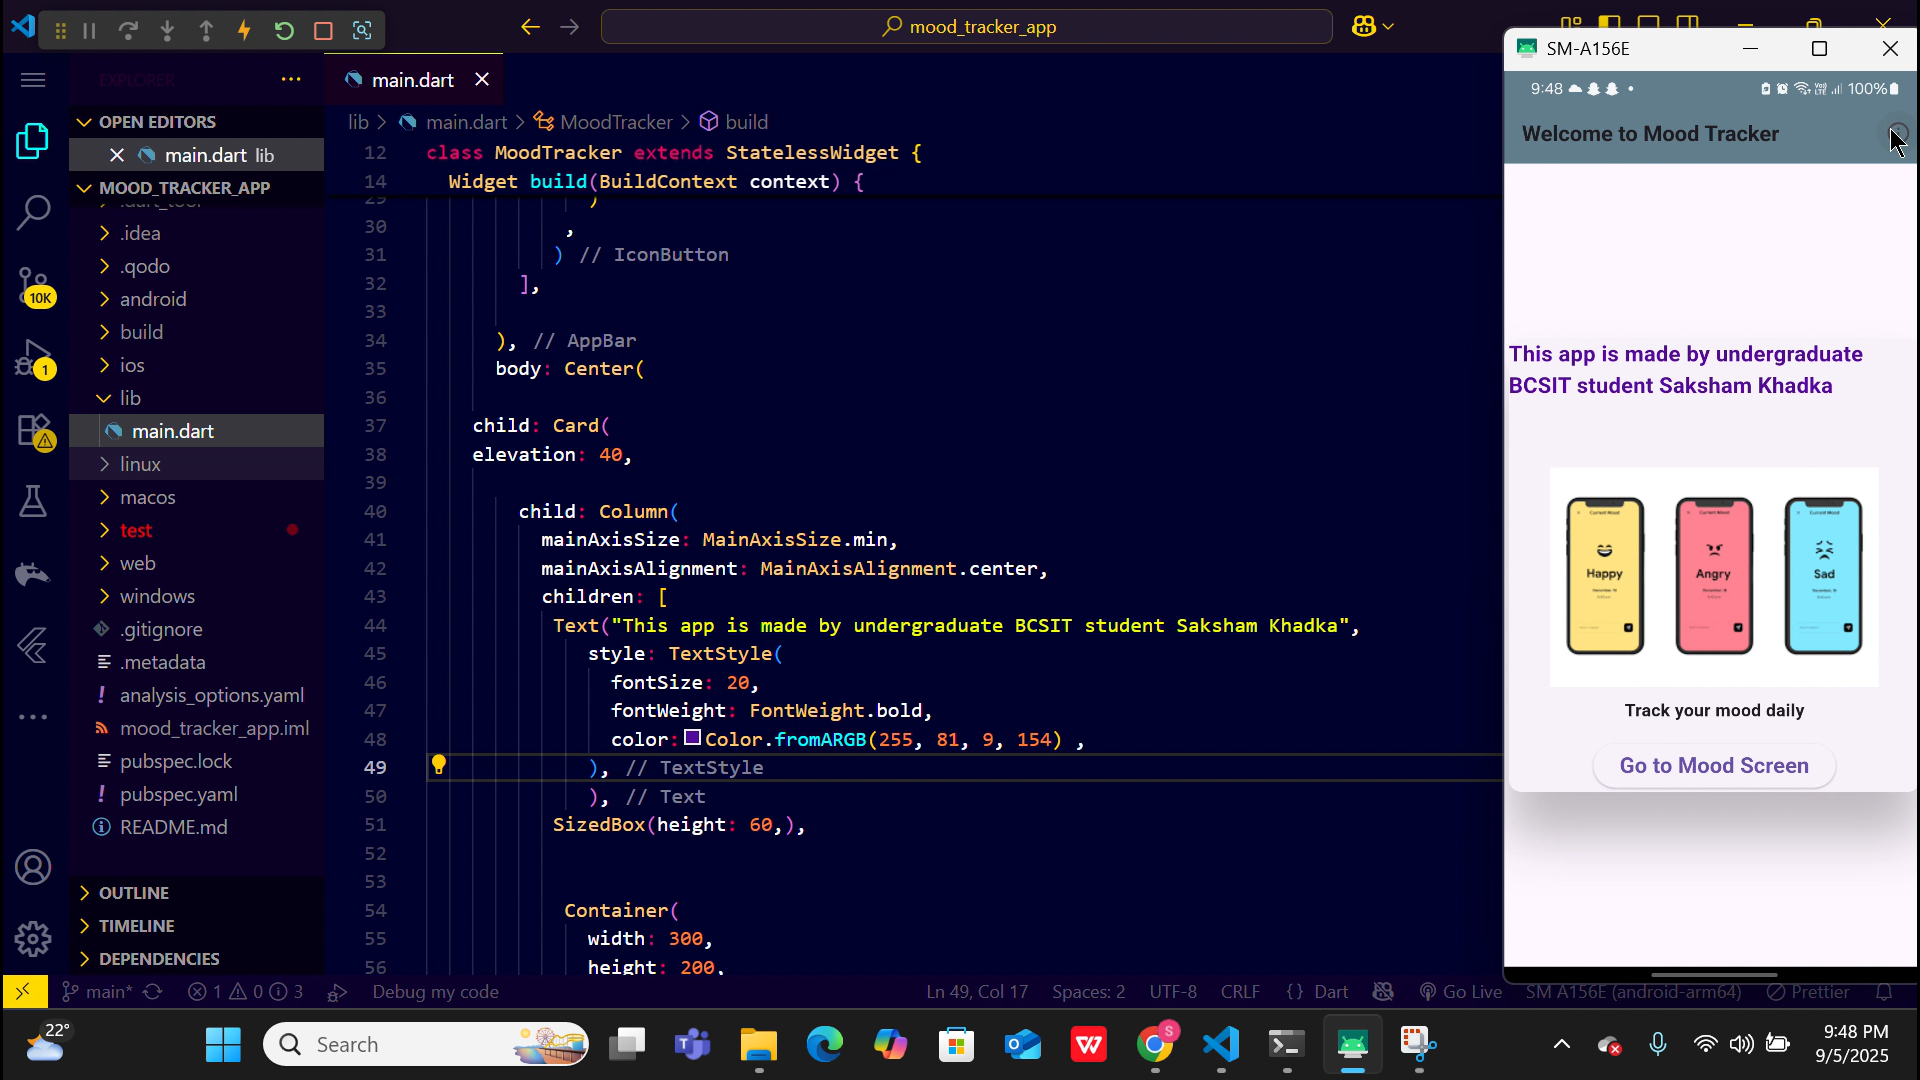 mood_tracker_app
EXPLORER
main.dart
OPEN EDITORS
main.dart lib
MOOD_TRACKER_APP
.dart_tool
.idea
.qodo
android
build
ios
lib
main.dart
linux
macos
test
web
windows
.gitignore
.metadata
analysis_options.yaml
mood_tracker_app.iml
pubspec.lock
pubspec.yaml
README.md
OUTLINE
TIMELINE
DEPENDENCIES
10K
1
lib > main.dart > MoodTracker > build
12 class MoodTracker extends StatelessWidget {
14 Widget build(BuildContext context) {
29 )
30 ,
31 ) // IconButton
32 ],
33
34 ), // AppBar
35 body: Center(
36
37 child: Card(
38 elevation: 40,
39
40 child: Column(
41 mainAxisSize: MainAxisSize.min,
42 mainAxisAlignment: MainAxisAlignment.center,
43 children: [
44 Text("This app is made by undergraduate BCSIT student Saksham Khadka",
45 style: TextStyle(
46 fontSize: 20,
47 fontWeight: FontWeight.bold,
48 color: Color.fromARGB(255, 81, 9, 154) ,
49 ), // TextStyle
50 ), // Text
51 SizedBox(height: 60,),
52
53
54 Container(
55 width: 300,
56 height: 200,
SM-A156E
9:48 100%
Welcome to Mood Tracker
This app is made by undergraduate
BCSIT student Saksham Khadka
Current Mood Current Mood Current Mood
Happy Angry Sad
Track your mood daily
Go to Mood Screen
main* 1 0 3 Debug my code Ln 49, Col 17 Spaces: 2 UTF-8 CRLF {} Dart Go Live SM A156E (android-arm64) Prettier
22°
Search
S
9:48 PM
9/5/2025